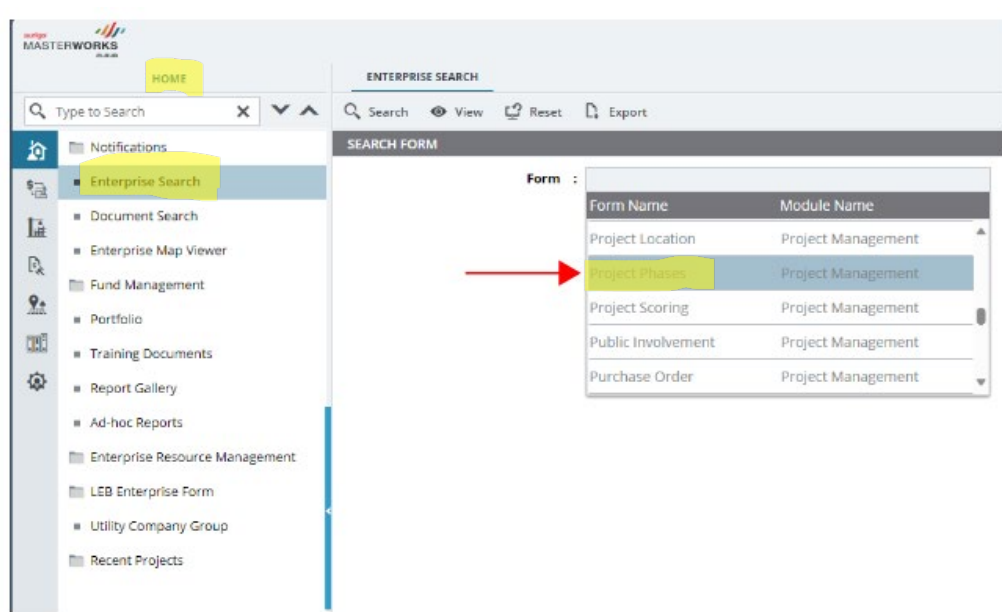 aurigo
MASTERWORKS
HOME
ENTERPRISE SEARCH
Type to Search
Search View Reset Export
Notifications
SEARCH FORM
Enterprise Search
Form :
Document Search
Form Name Module Name
Enterprise Map Viewer
Project Location Project Management
Fund Management
Project Phases Project Management
Portfolio
Project Scoring Project Management
Training Documents
Public Involvement Project Management
Report Gallery
Purchase Order Project Management
Ad-hoc Reports
Enterprise Resource Management
LEB Enterprise Form
Utility Company Group
Recent Projects